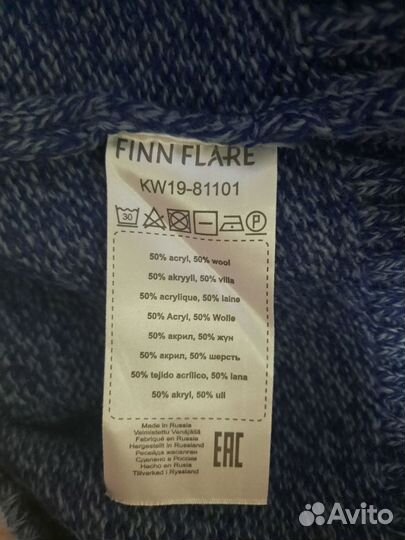 FINN FLARE
KW19-81101
30 P
50% acryl, 50% wool
50% akryyli, 50% villa
50% acrylique, 50% laine
50% Acryl, 50% Wolle
50% акрил, 50% жүн
50% акрил, 50% шерсть
50% tejido acrílico, 50% lana
50% akryl, 50% ull
Made in Russia
Valmistettu Venäjällä
Fabriqué en Russie
Hergestellt in Russland
Ресейда жасалған
Сделано в России
Hecho en Rusia
Tillverkad i Ryssland
EAC
Avito